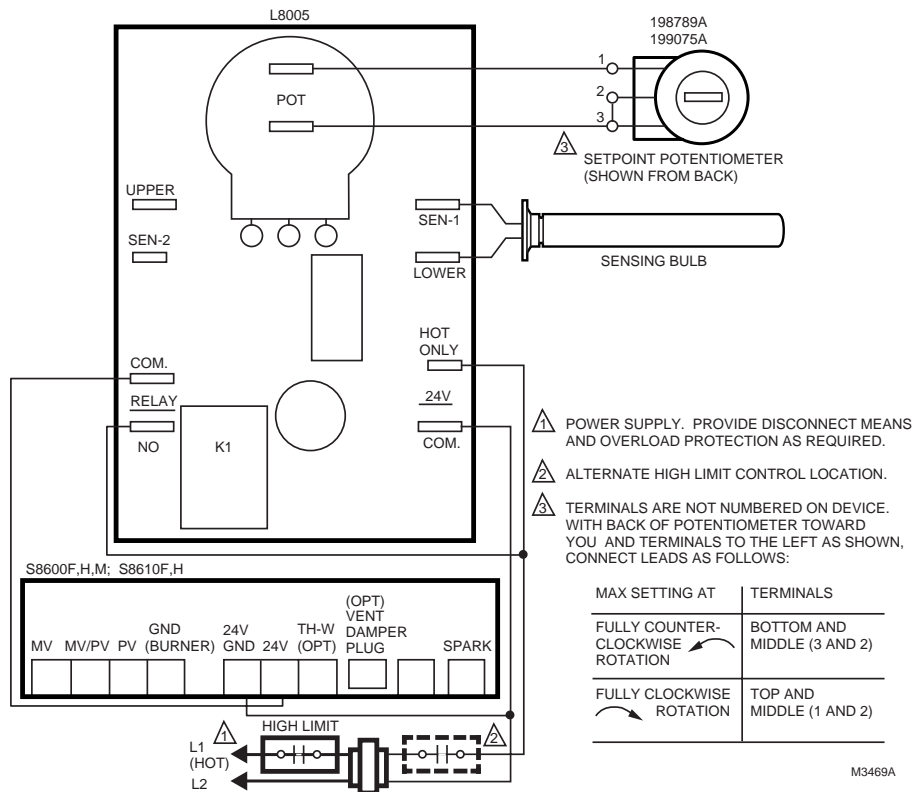 L8005
198789A
199075A
1
2
3
POT
3
SETPOINT POTENTIOMETER
(SHOWN FROM BACK)
UPPER
SEN-1
SEN-2
LOWER
SENSING BULB
HOT
ONLY
COM.
RELAY
24V
NO
K1
COM.
1 POWER SUPPLY. PROVIDE DISCONNECT MEANS
AND OVERLOAD PROTECTION AS REQUIRED.
2 ALTERNATE HIGH LIMIT CONTROL LOCATION.
3 TERMINALS ARE NOT NUMBERED ON DEVICE.
WITH BACK OF POTENTIOMETER TOWARD
YOU AND TERMINALS TO THE LEFT AS SHOWN,
CONNECT LEADS AS FOLLOWS:
MAX SETTING AT TERMINALS
FULLY COUNTER-
CLOCKWISE
ROTATION
BOTTOM AND
MIDDLE (3 AND 2)
FULLY CLOCKWISE
ROTATION
TOP AND
MIDDLE (1 AND 2)
S8600F,H,M; S8610F,H
MV
MV/PV
PV
GND
(BURNER)
24V
GND
24V
TH-W
(OPT)
(OPT)
VENT
DAMPER
PLUG
SPARK
1
HIGH LIMIT
2
L1
(HOT)
L2
M3469A